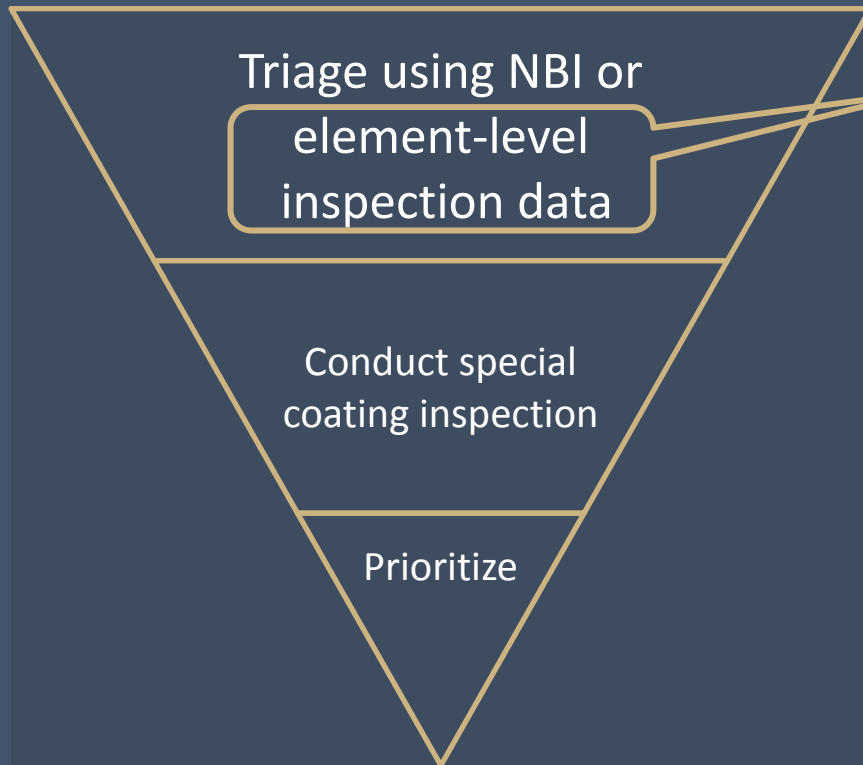 Triage using NBI or
element-level
inspection data
Conduct special
coating inspection
Prioritize